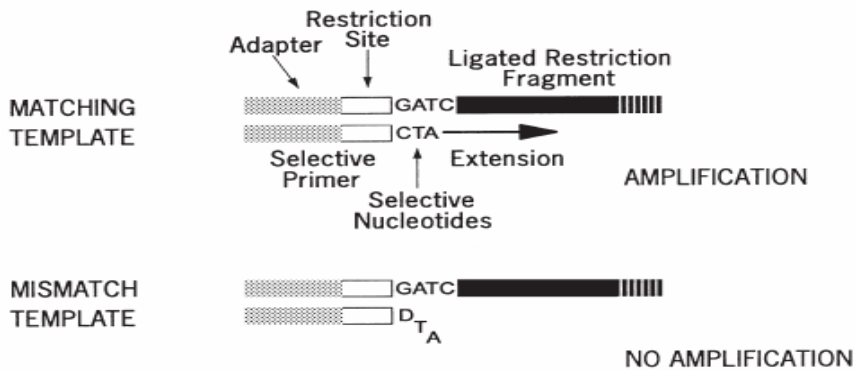 Restriction
Site
Adapter
Ligated Restriction
Fragment
MATCHING
TEMPLATE
GATC
CTA
Selective
Primer
Extension
AMPLIFICATION
Selective
Nucleotides
MISMATCH
TEMPLATE
GATC
DTA
NO AMPLIFICATION